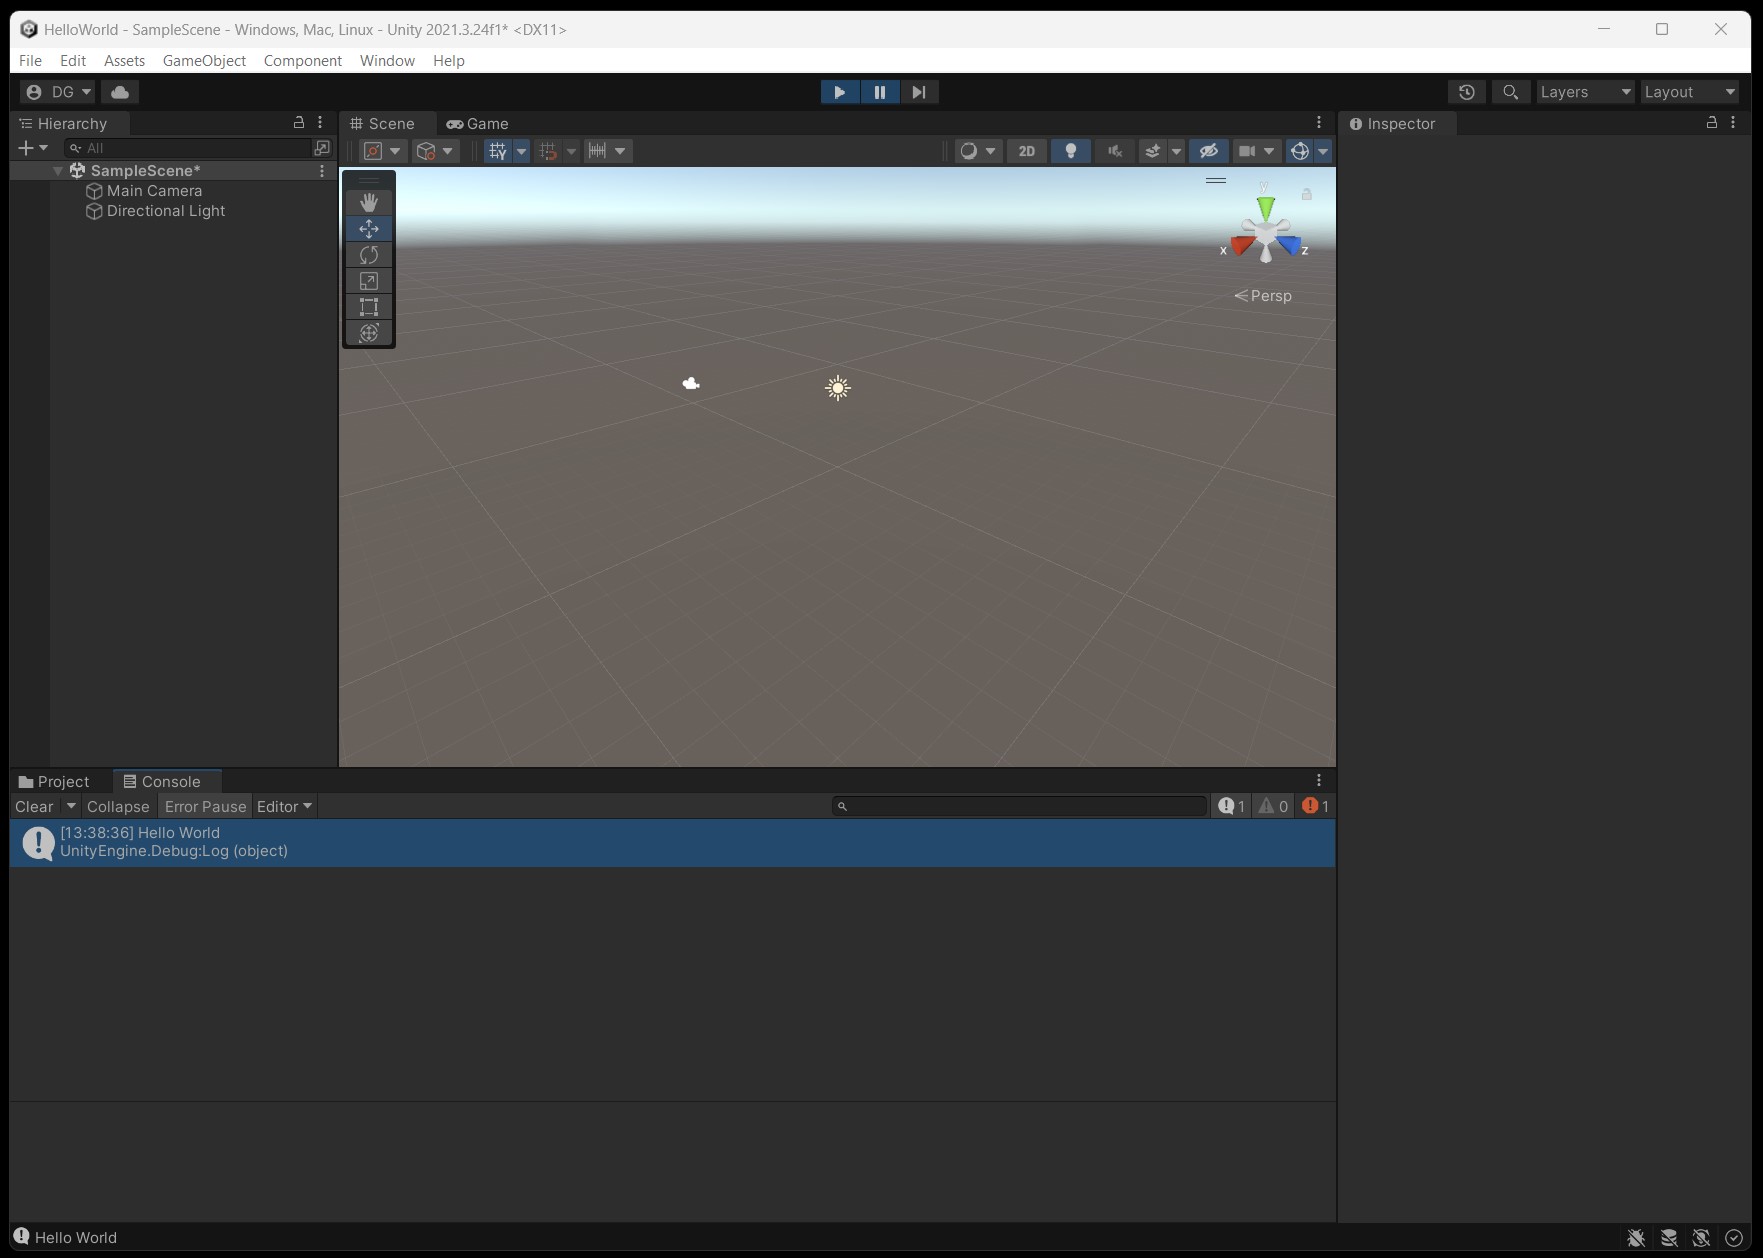 HelloWorld - SampleScene - Windows, Mac, Linux - Unity 2021.3.24f1* <DX11>
File Edit Assets GameObject Component Window Help
DG Layers Layout
Hierarchy
All
SampleScene*
Main Camera
Directional Light
Scene Game
2D
y
x z
Persp
Inspector
Project Console
Clear Collapse Error Pause Editor 1 0 1
[13:38:36] Hello World
UnityEngine.Debug:Log (object)
Hello World